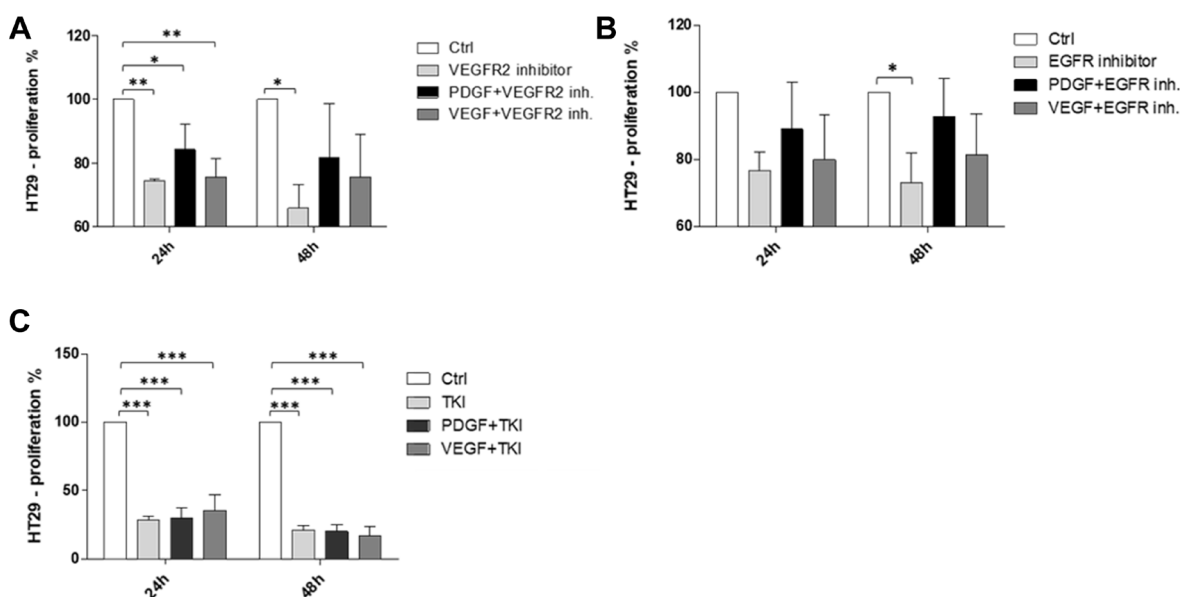 A
HT29 - proliferation %
120
100
80
60
** 
*
**
*
24h
48h
Ctrl
VEGFR2 inhibitor
PDGF+VEGFR2 inh.
VEGF+VEGFR2 inh.
B
HT29 - proliferation %
120
100
80
60
*
24h
48h
Ctrl
EGFR inhibitor
PDGF+EGFR inh.
VEGF+EGFR inh.
C
HT29 - proliferation %
150
100
50
0
***
***
***
***
***
***
24h
48h
Ctrl
TKI
PDGF+TKI
VEGF+TKI